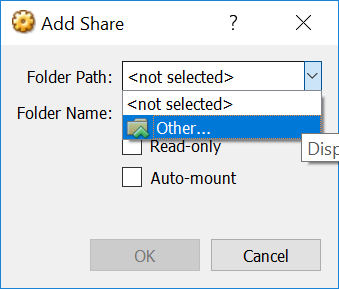 Add Share ?
Folder Path: <not selected>
<not selected>
Folder Name:
Other...
Read-only
Auto-mount
OK Cancel